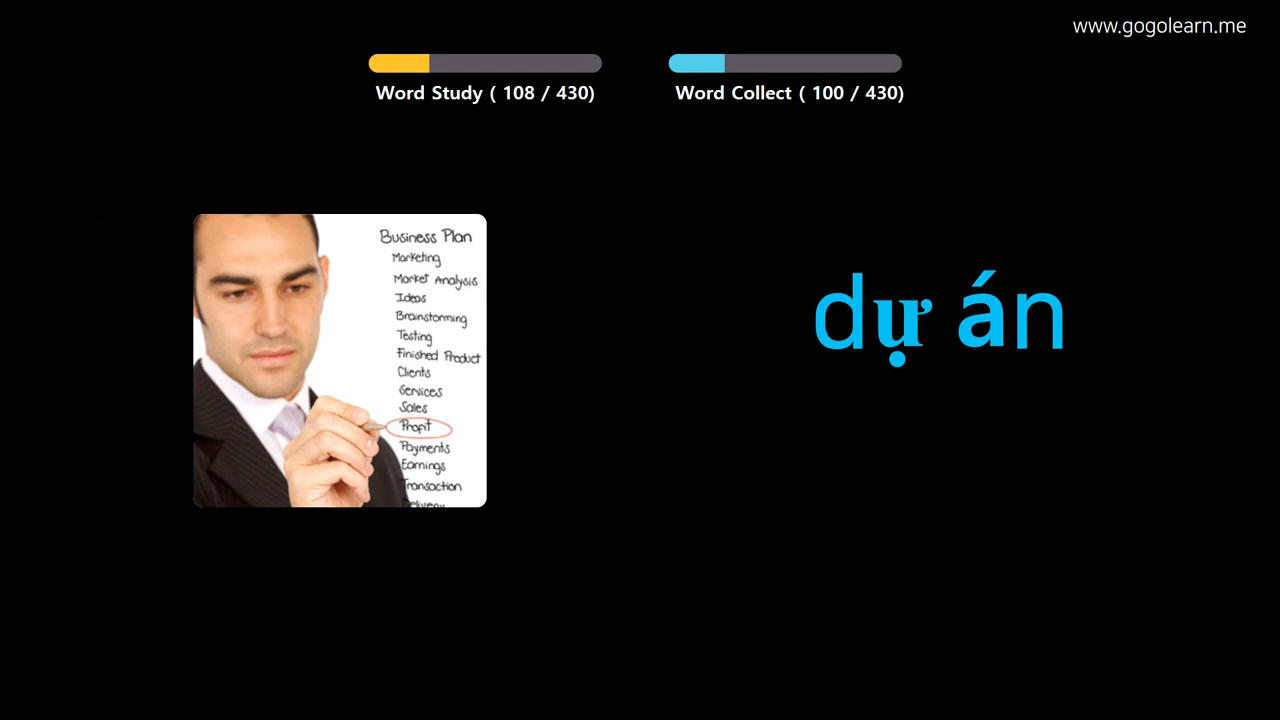 www.gogolearn.me
Word Study ( 108 / 430)
Word Collect ( 100 / 430)
Business Plan
Marketing
Market Analysis
Ideas
Brainstorming
Testing
Finished Product
Clients
Services
Sales
Profit
Payments
Earnings
Transaction
Delivery
dự án